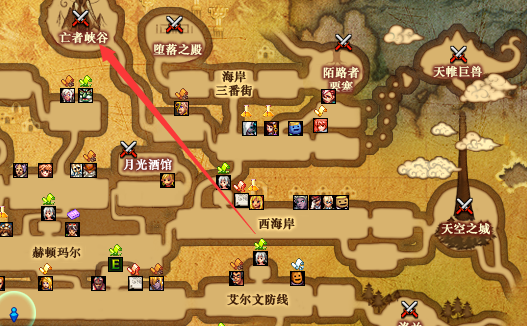 亡者峡谷
堕落之殿
海岸
三番街
陌路者
要塞
天帷巨兽
月光酒馆
西海岸
天空之城
赫顿玛尔
E
艾尔文防线